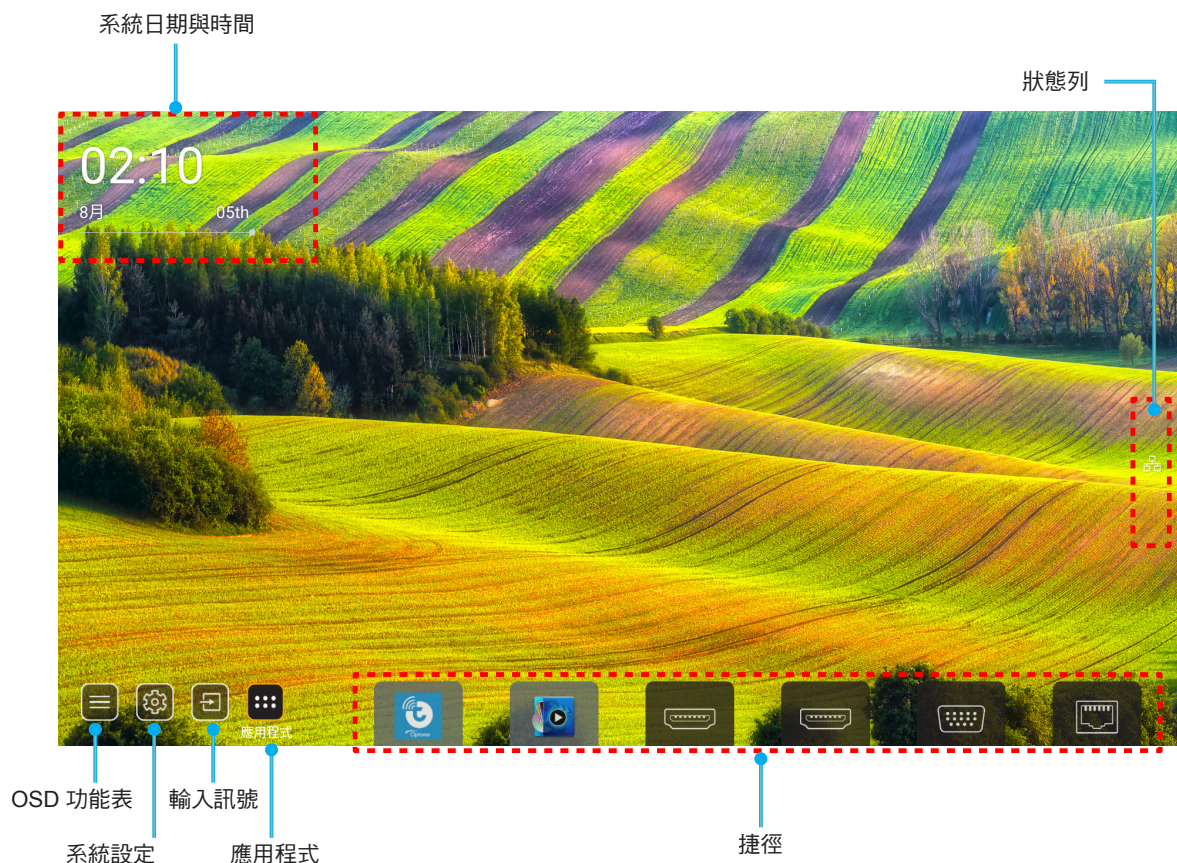 系統日期與時間
狀態列
02:10
8月 05th
應用程式
Optoma
OSD 功能表
輸入訊號
系統設定
應用程式
捷徑